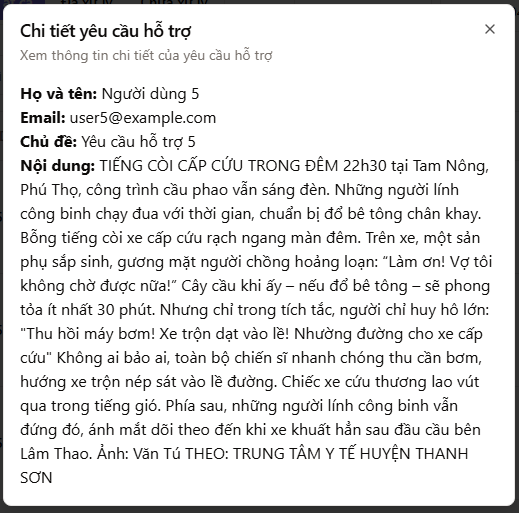 Chi tiết yêu cầu hỗ trợ
Xem thông tin chi tiết của yêu cầu hỗ trợ
Họ và tên: Người dùng 5
Email: user5@example.com
Chủ đề: Yêu cầu hỗ trợ 5
Nội dung: TIẾNG CÒI CẤP CỨU TRONG ĐÊM 22h30 tại Tam Nông,
Phú Thọ, công trình cầu phao vẫn sáng đèn. Những người lính
công binh chạy đua với thời gian, chuẩn bị đổ bê tông chân khay.
Bỗng tiếng còi xe cấp cứu rạch ngang màn đêm. Trên xe, một sản
phụ sắp sinh, gương mặt người chồng hoảng loạn: “Làm ơn! Vợ tôi
không chờ được nữa!” Cây cầu khi ấy – nếu đổ bê tông – sẽ phong
tỏa ít nhất 30 phút. Nhưng chỉ trong tích tắc, người chỉ huy hô lớn:
"Thu hồi máy bơm! Xe trộn dạt vào lề! Nhường đường cho xe cấp
cứu" Không ai bảo ai, toàn bộ chiến sĩ nhanh chóng thu cần bơm,
hướng xe trộn nép sát vào lề đường. Chiếc xe cứu thương lao vút
qua trong tiếng gió. Phía sau, những người lính công binh vẫn
đứng đó, ánh mắt dõi theo đến khi xe khuất hẳn sau đầu cầu bên
Lâm Thao. Ảnh: Văn Tú THEO: TRUNG TÂM Y TẾ HUYỆN THANH
SƠN